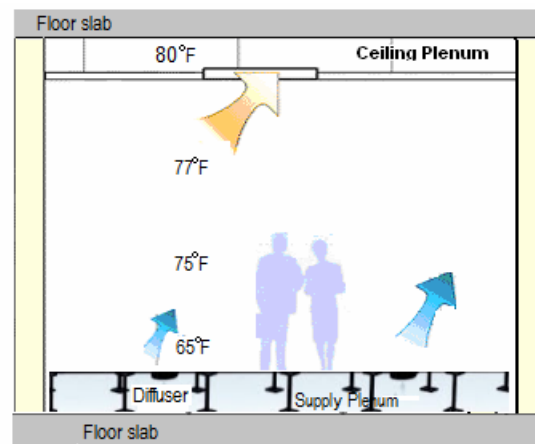 Floor slab
80°F
Ceiling Plenum
77°F
75°F
65°F
Diffuser
Supply Plenum
Floor slab